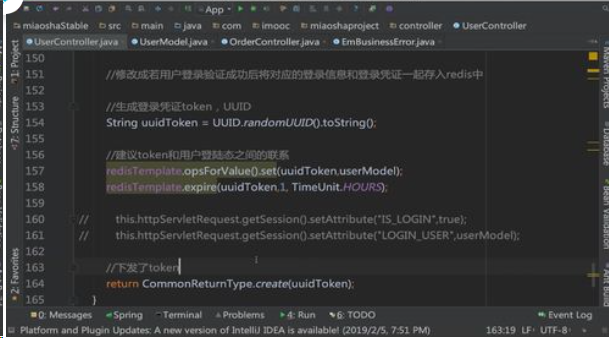 App
miaoshaStable src main java com imooc miaoshaproject controller UserController
UserController.java UserModel.java OrderController.java EmBusinessError.java
1: Project
7: Structure
2: Favorites
Maven Projects
Database
Bean Validation
Ant Build
150
151 //修改成若用户登录验证成功后将对应的登录信息和登录凭证一起存入redis中
152
153 //生成登录凭证token，UUID
154 String uuidToken = UUID.randomUUID().toString();
155
156 //建议token和用户登陆态之间的联系
157 redisTemplate.opsForValue().set(uuidToken,userModel);
158 redisTemplate.expire(uuidToken,1, TimeUnit.HOURS);
159
160 // this.httpServletRequest.getSession().setAttribute("IS_LOGIN",true);
161 // this.httpServletRequest.getSession().setAttribute("LOGIN_USER",userModel);
162
163 //下发了token
164 return CommonReturnType.create(uuidToken);
165 }
0: Messages Spring Terminal Problems 4: Run 6: TODO Event Log
Platform and Plugin Updates: A new version of IntelliJ IDEA is available! (2019/2/5, 7:51 PM) 163:19 LF UTF-8